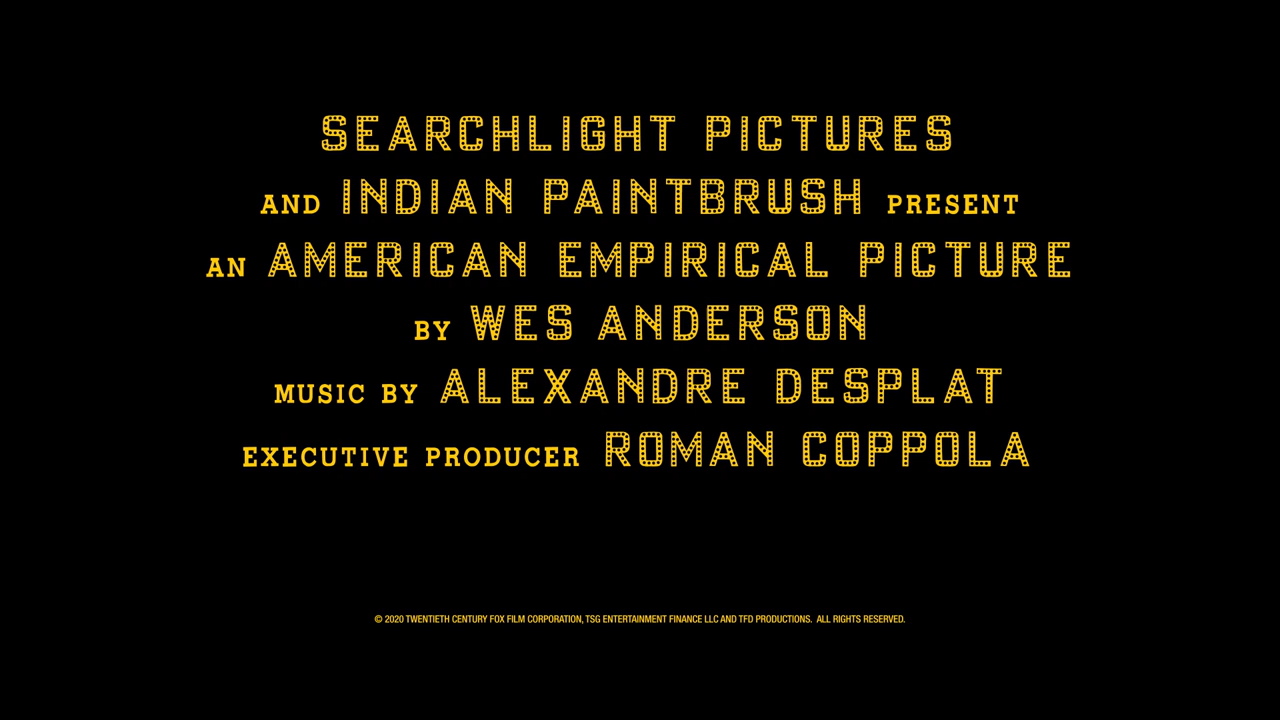 SEARCHLIGHT PICTURES
AND INDIAN PAINTBRUSH PRESENT
AN AMERICAN EMPIRICAL PICTURE
BY WES ANDERSON
MUSIC BY ALEXANDRE DESPLAT
EXECUTIVE PRODUCER ROMAN COPPOLA
© 2020 TWENTIETH CENTURY FOX FILM CORPORATION, TSG ENTERTAINMENT FINANCE LLC AND TFD PRODUCTIONS. ALL RIGHTS RESERVED.